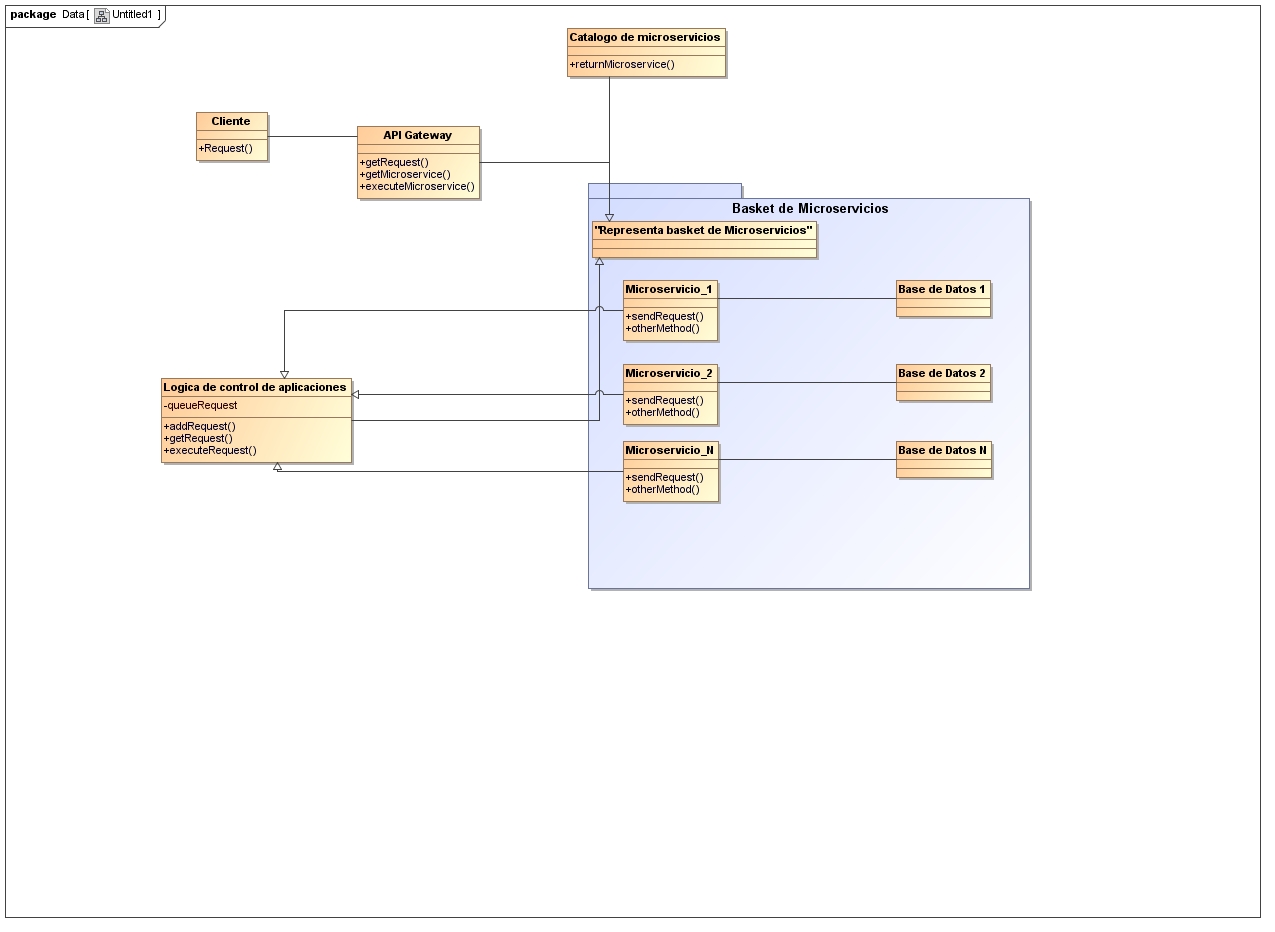 package Data[ Untitled1 ]
Catalogo de microservicios
+returnMicroservice()
Cliente
+Request()
API Gateway
+getRequest()
+getMicroservice()
+executeMicroservice()
Basket de Microservicios
"Representa basket de Microservicios"
Microservicio_1
+sendRequest()
+otherMethod()
Base de Datos 1
Microservicio_2
+sendRequest()
+otherMethod()
Base de Datos 2
Logica de control de aplicaciones
-queueRequest
+addRequest()
+getRequest()
+executeRequest()
Microservicio_N
+sendRequest()
+otherMethod()
Base de Datos N